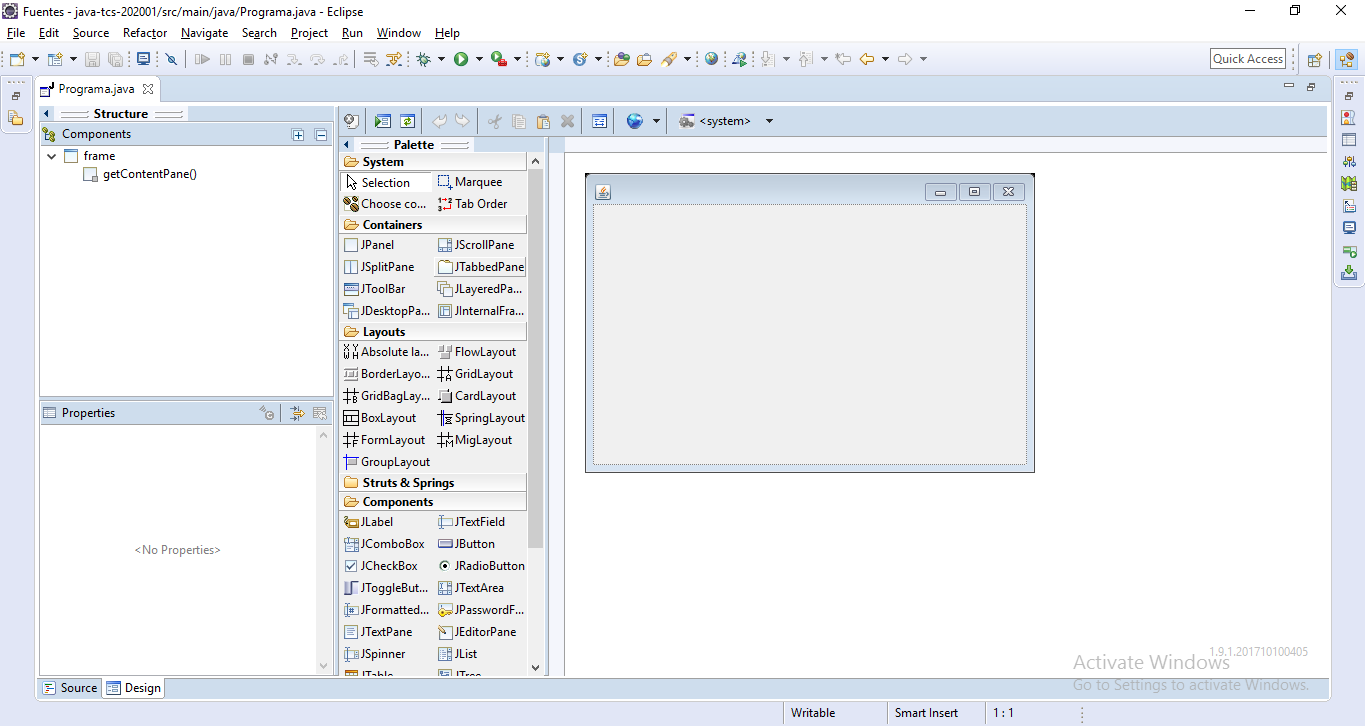 Fuentes - java-tcs-202001/src/main/java/Programa.java - Eclipse
File Edit Source Refactor Navigate Search Project Run Window Help
Quick Access
Programa.java
Structure
Components
frame
getContentPane()
Properties
<No Properties>
<system>
Palette
System
Selection Marquee
Choose co... Tab Order
Containers
JPanel JScrollPane
JSplitPane JTabbedPane
JToolBar JLayeredPa...
JDesktopPa... JInternalFra...
Layouts
Absolute la... FlowLayout
BorderLayo... GridLayout
GridBagLay... CardLayout
BoxLayout SpringLayout
FormLayout MigLayout
GroupLayout
Struts & Springs
Components
JLabel JTextField
JComboBox JButton
JCheckBox JRadioButton
JToggleBut... JTextArea
JFormatted... JPasswordF...
JTextPane JEditorPane
JSpinner JList
JTable JTree
1.9.1.201710100405
Activate Windows
Go to Settings to activate Windows.
Source Design
Writable Smart Insert 1 : 1